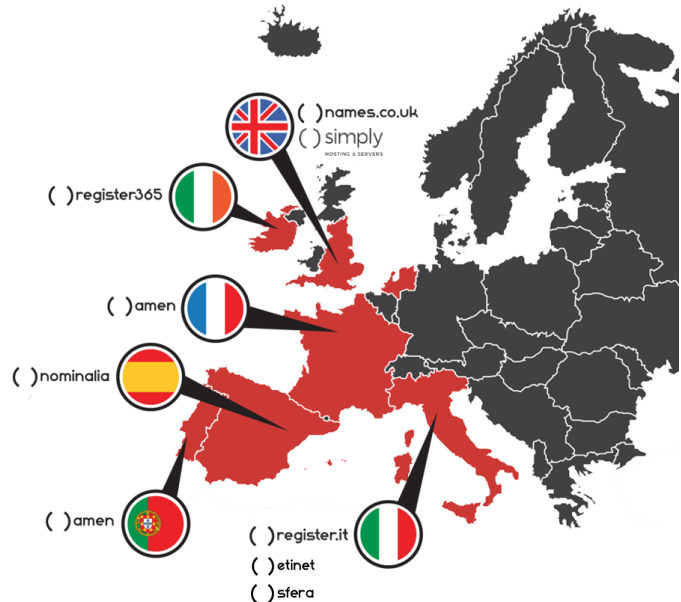 ( ) names.co.uk
( ) simply
HOSTING & SERVERS
( ) register365
( ) amen
( ) nominalia
( ) amen
( ) register.it
( ) etinet
( ) sfera